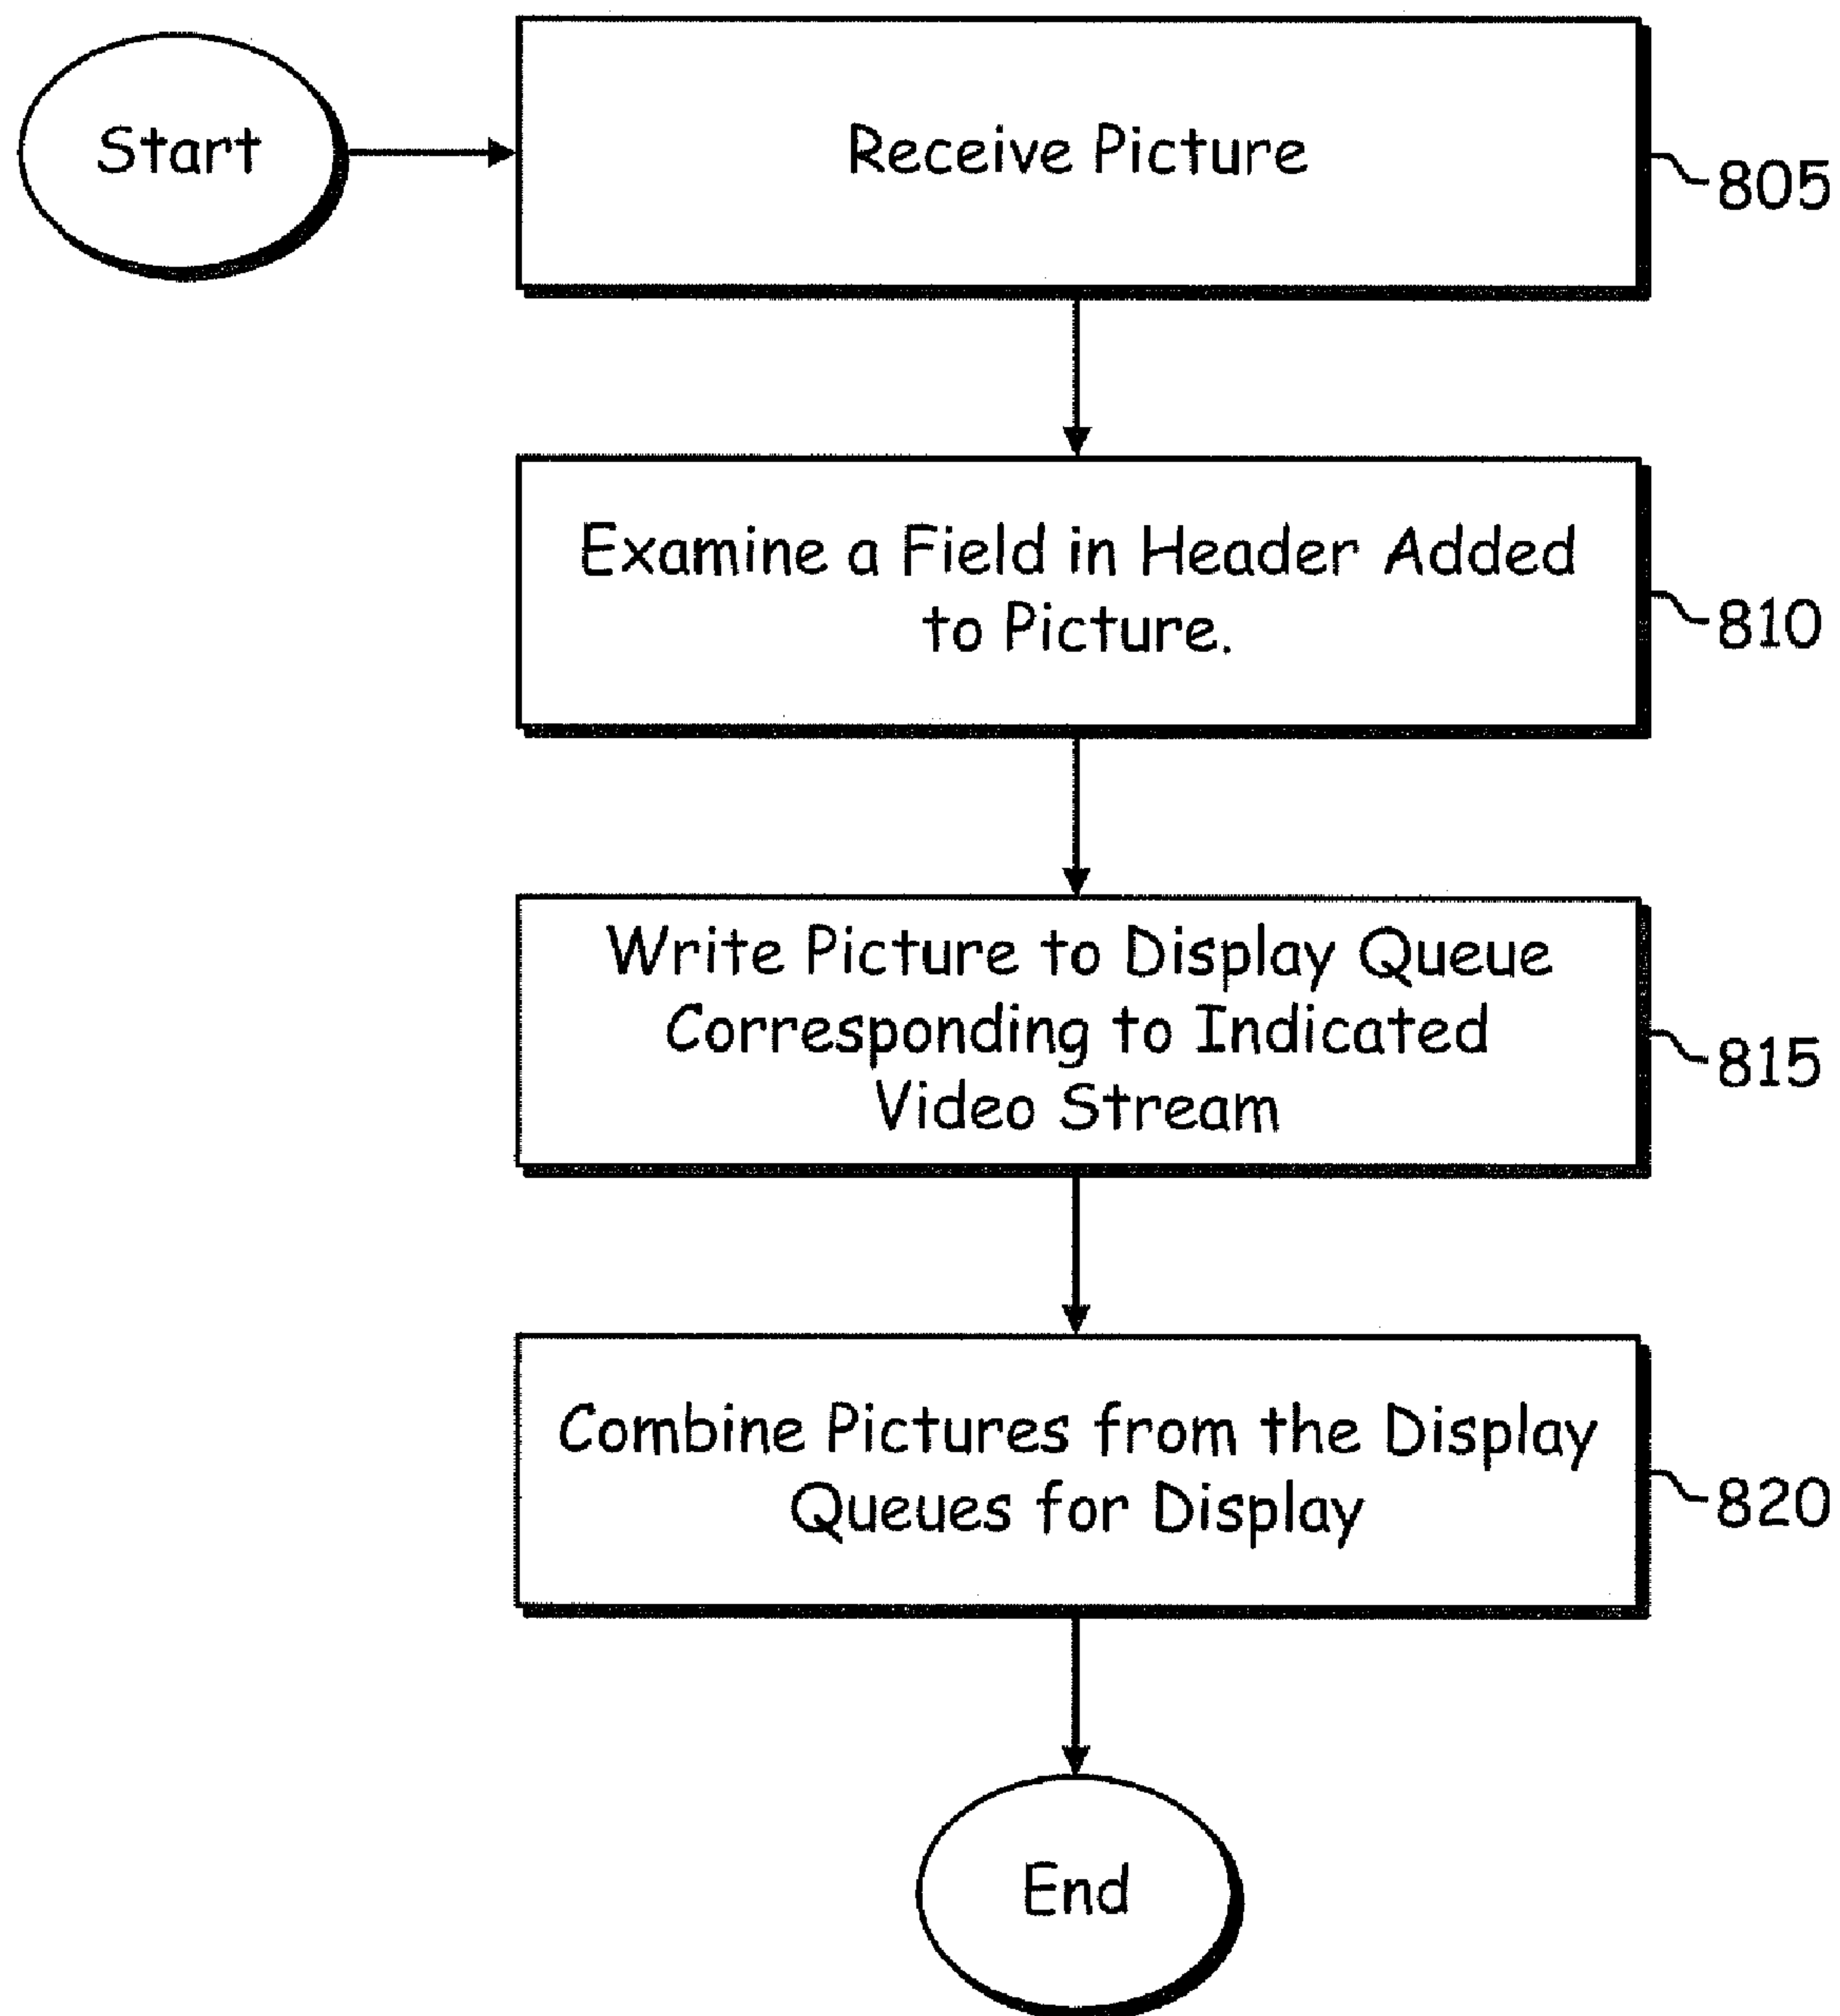 Start
Receive Picture
805
Examine a Field in Header Added
to Picture.
810
Write Picture to Display Queue
Corresponding to Indicated
Video Stream
815
Combine Pictures from the Display
Queues for Display
820
End